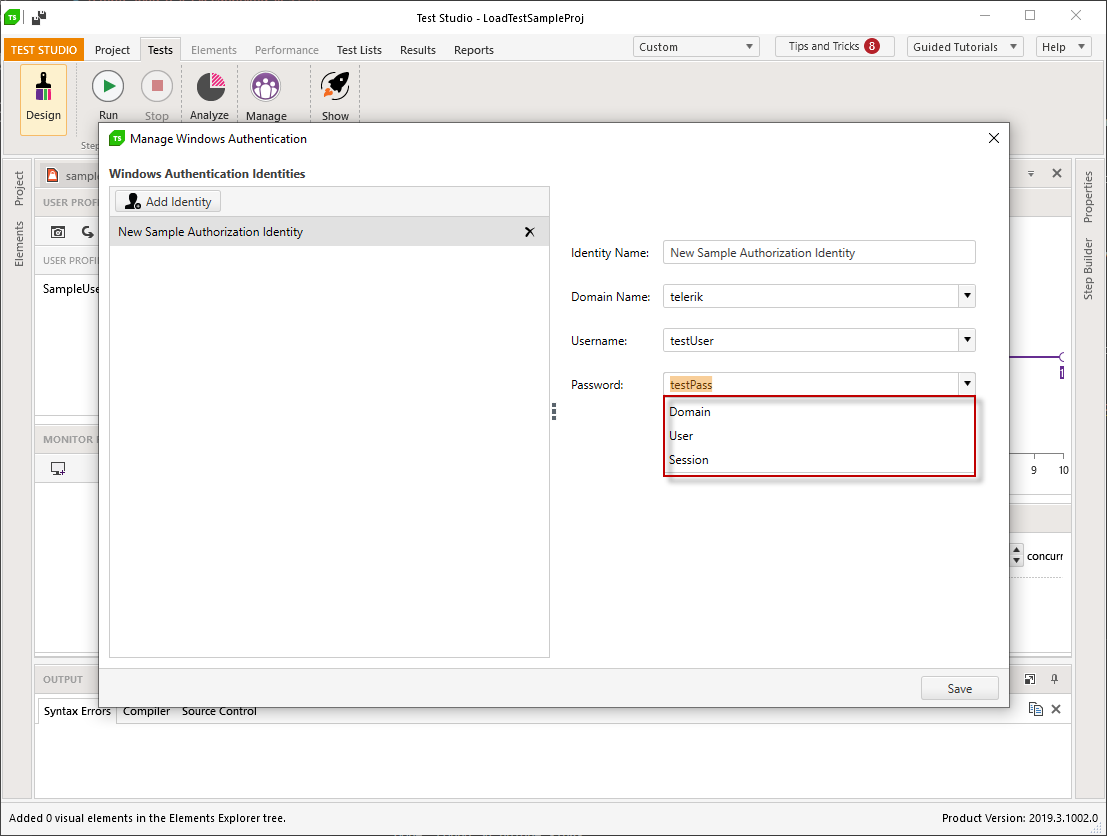 TS
Test Studio - LoadTestSampleProj
TEST STUDIO
Project
Tests
Elements
Performance
Test Lists
Results
Reports
Custom
Tips and Tricks 8
Guided Tutorials
Help
Design
Run
Stop
Analyze
Manage
Show
TS Manage Windows Authentication
Windows Authentication Identities
Add Identity
New Sample Authorization Identity
Identity Name: New Sample Authorization Identity
Domain Name: telerik
Username: testUser
Password: testPass
Domain
User
Session
Save
Project
Elements
USER PROFI
USER PROFI
MONITOR
Properties
Step Builder
9 10
OUTPUT
Syntax Errors
Compiler
Source Control
Added 0 visual elements in the Elements Explorer tree.
Product Version: 2019.3.1002.0